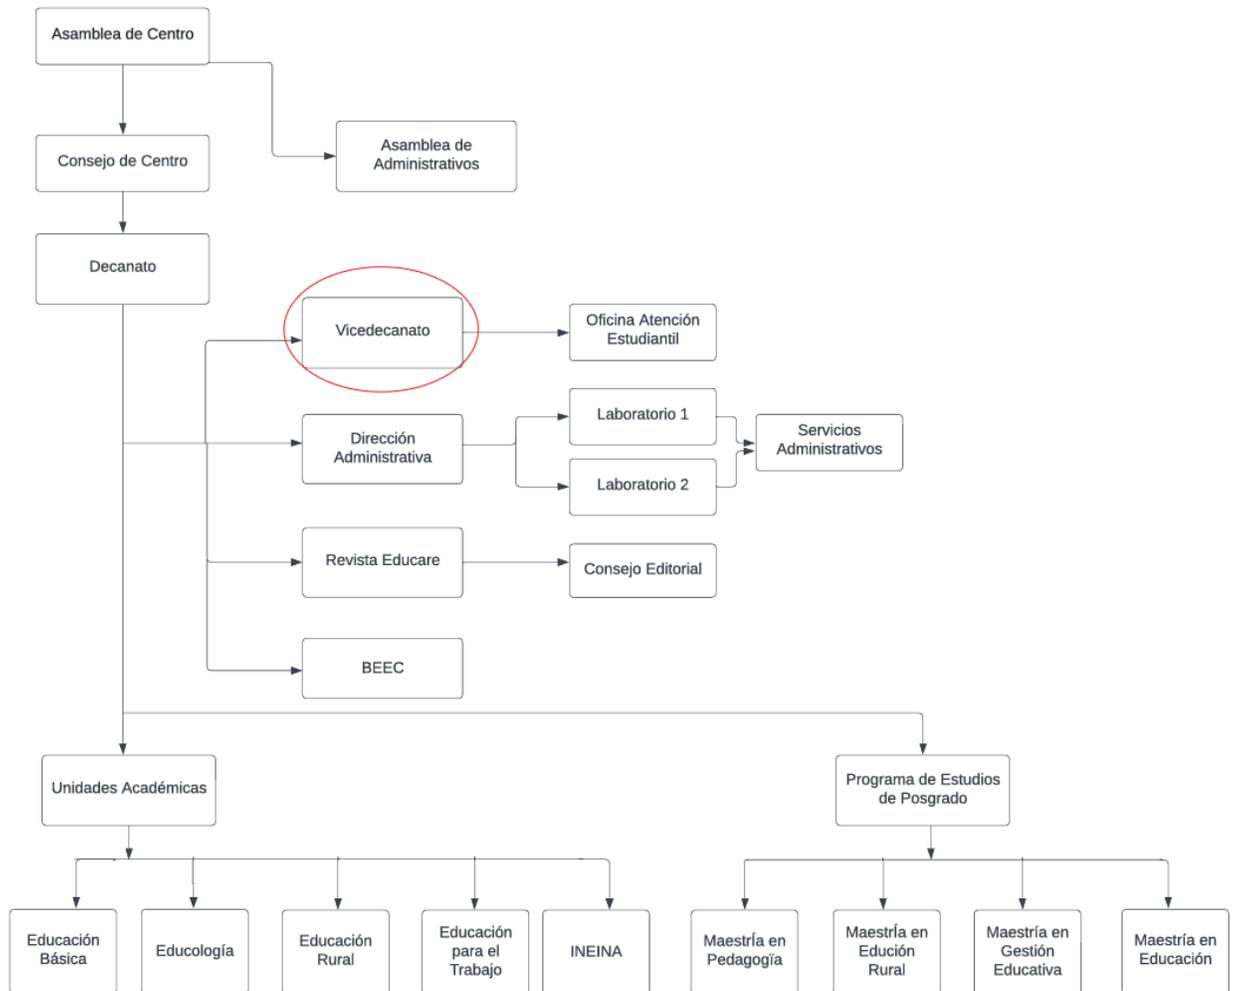 Asamblea de Centro
Asamblea de
Administrativos
Consejo de Centro
Decanato
Vicedecanato
Oficina Atención
Estudiantil
Dirección
Administrativa
Laboratorio 1
Laboratorio 2
Servicios
Administrativos
Revista Educare
Consejo Editorial
BEEC
Unidades Académicas
Programa de Estudios
de Posgrado
Educación
Básica
Educología
Educación
Rural
Educación
para el
Trabajo
INEINA
Maestría en
Pedagogïa
Maestría en
Edución
Rural
Maestría en
Gestión
Educativa
Maestría en
Educación